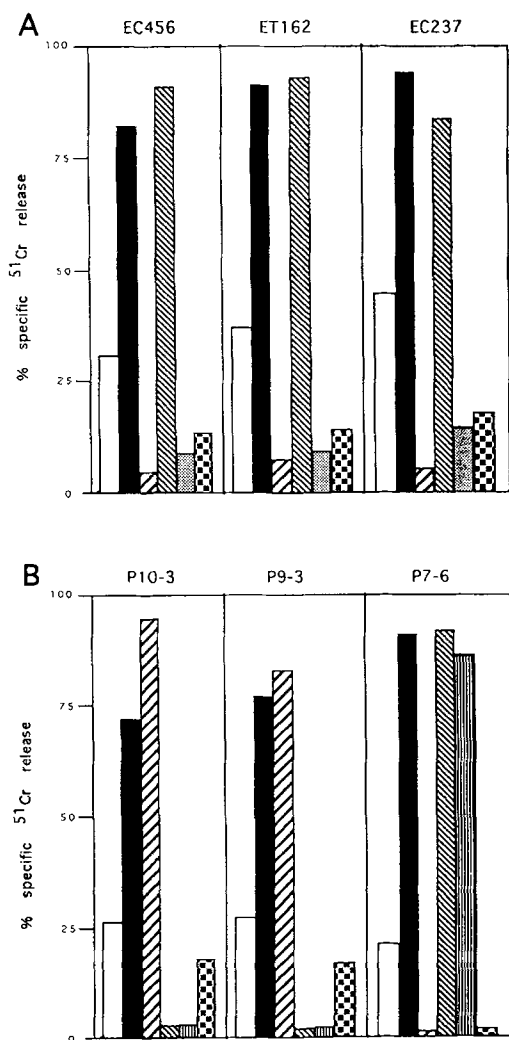 A
EC456 ET162 EC237
100
75
50
25
0
% specific 51Cr release
B
P10-3 P9-3 P7-6
100
75
50
25
0
% specific 51Cr release